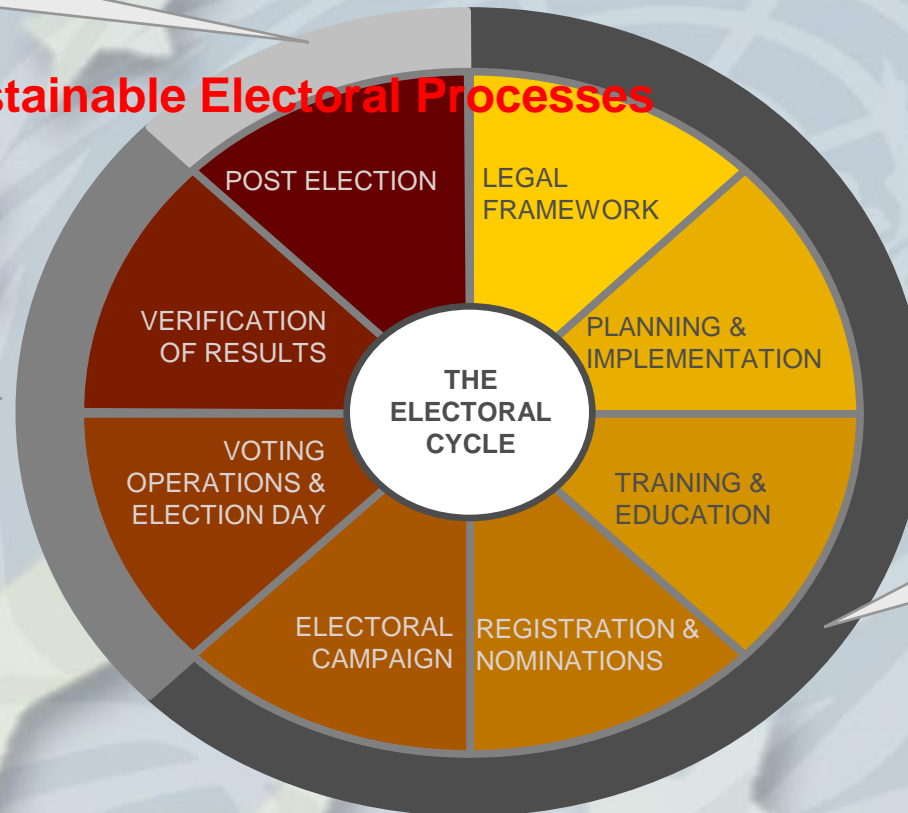 stainable Electoral Processes
POST ELECTION
LEGAL
FRAMEWORK
PLANNING &
IMPLEMENTATION
TRAINING &
EDUCATION
REGISTRATION &
NOMINATIONS
ELECTORAL
CAMPAIGN
VOTING
OPERATIONS &
ELECTION DAY
VERIFICATION
OF RESULTS
THE
ELECTORAL
CYCLE